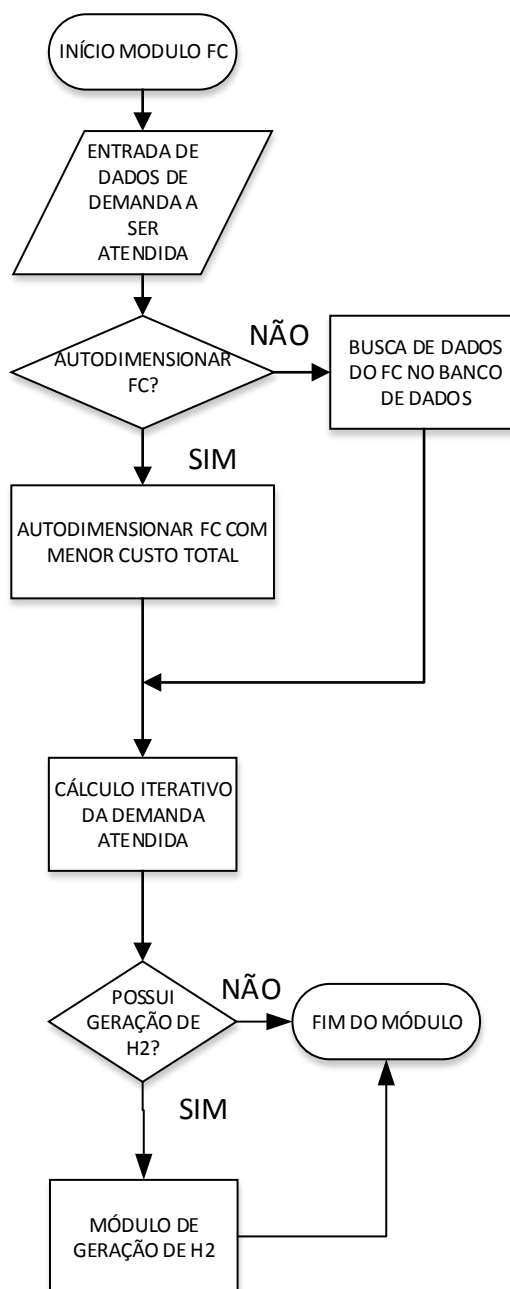 INÍCIO MODULO FC
ENTRADA DE
DADOS DE
DEMANDA A
SER
ATENDIDA
AUTODIMENSIONAR
FC?
NÃO
BUSCA DE DADOS
DO FC NO BANCO
DE DADOS
SIM
AUTODIMENSIONAR FC COM
MENOR CUSTO TOTAL
CÁLCULO ITERATIVO
DA DEMANDA
ATENDIDA
POSSUI
GERAÇÃO DE
H2?
NÃO
FIM DO MÓDULO
SIM
MÓDULO DE
GERAÇÃO DE H2